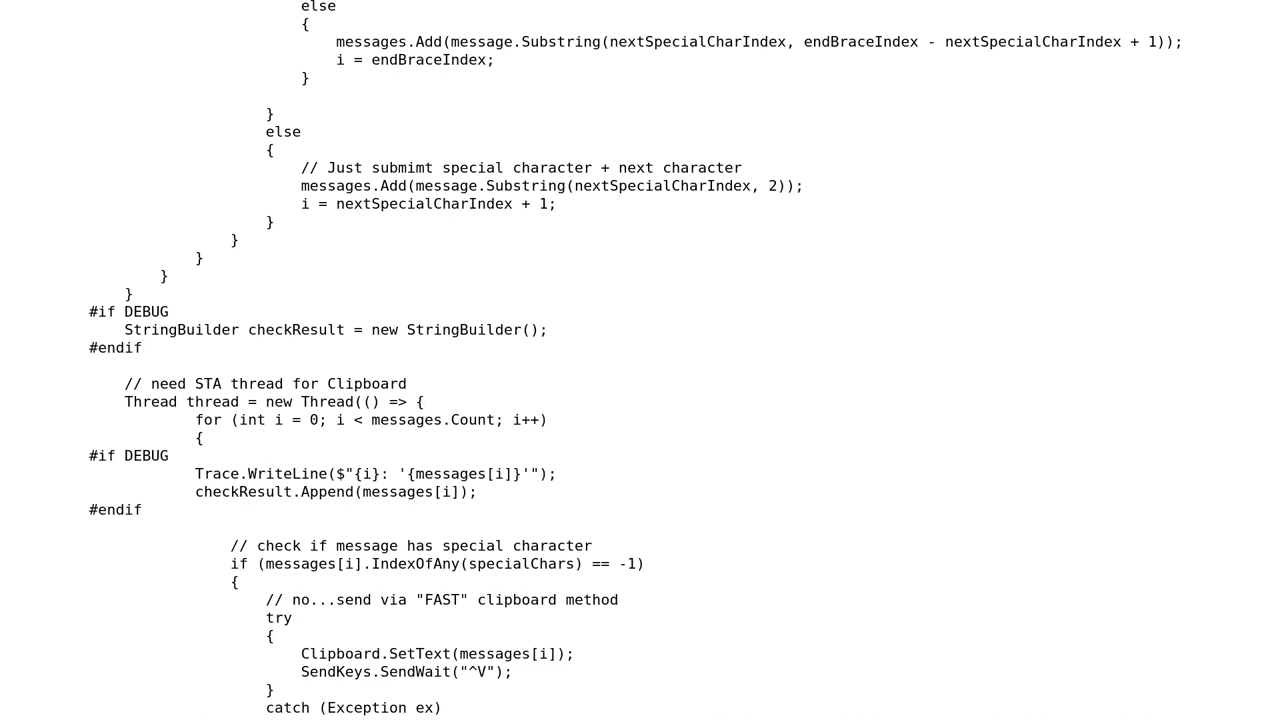 else
{
messages.Add(message.Substring(nextSpecialCharIndex, endBraceIndex - nextSpecialCharIndex + 1));
i = endBraceIndex;
}
}
else
{
// Just submimt special character + next character
messages.Add(message.Substring(nextSpecialCharIndex, 2));
i = nextSpecialCharIndex + 1;
}
}
}
}
}
#if DEBUG
StringBuilder checkResult = new StringBuilder();
#endif
// need STA thread for Clipboard
Thread thread = new Thread(() => {
for (int i = 0; i < messages.Count; i++)
{
#if DEBUG
Trace.WriteLine($"{i}: '{messages[i]}'");
checkResult.Append(messages[i]);
#endif
// check if message has special character
if (messages[i].IndexOfAny(specialChars) == -1)
{
// no...send via "FAST" clipboard method
try
{
Clipboard.SetText(messages[i]);
SendKeys.SendWait("^V");
}
catch (Exception ex)